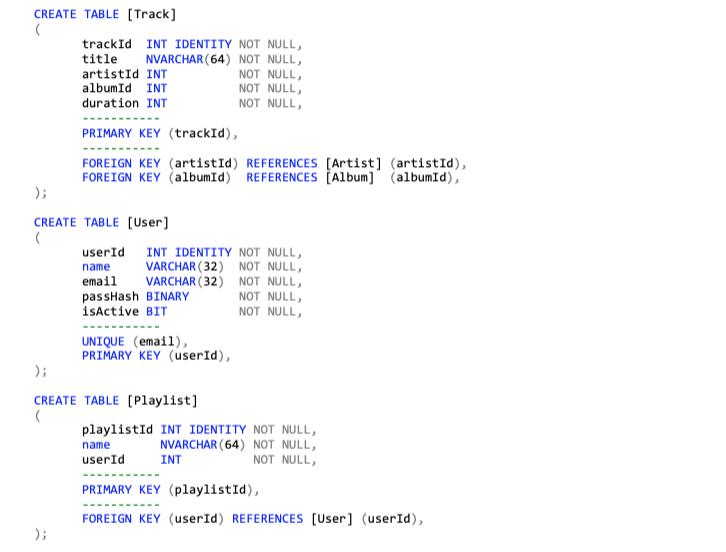 CREATE TABLE [Track]
(
trackId INT IDENTITY NOT NULL,
title NVARCHAR(64) NOT NULL,
artistId INT NOT NULL,
albumId INT NOT NULL,
duration INT NOT NULL,
-----------
PRIMARY KEY (trackId),
-----------
FOREIGN KEY (artistId) REFERENCES [Artist] (artistId),
FOREIGN KEY (albumId) REFERENCES [Album] (albumId),
);
CREATE TABLE [User]
(
userId INT IDENTITY NOT NULL,
name VARCHAR(32) NOT NULL,
email VARCHAR(32) NOT NULL,
passHash BINARY NOT NULL,
isActive BIT NOT NULL,
-----------
UNIQUE (email),
PRIMARY KEY (userId),
);
CREATE TABLE [Playlist]
(
playlistId INT IDENTITY NOT NULL,
name NVARCHAR(64) NOT NULL,
userId INT NOT NULL,
-----------
PRIMARY KEY (playlistId),
-----------
FOREIGN KEY (userId) REFERENCES [User] (userId),
);